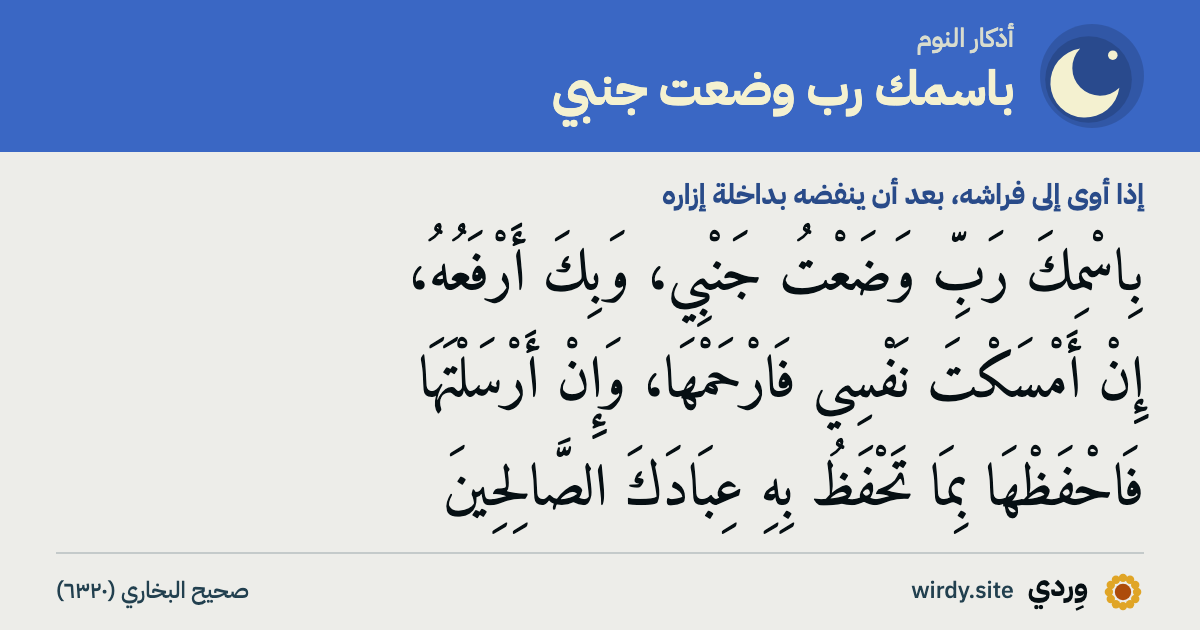 أذكار النوم
باسمك رب وضعت جنبي
إذا أوى إلى فراشه، بعد أن ينفضه بداخلة إزاره
بِاسْمِكَ رَبِّ وَضَعْتُ جَنْبِي، وَبِكَ أَرْفَعُهُ،
إِنْ أَمْسَكْتَ نَفْسِي فَارْحَمْهَا، وَإِنْ أَرْسَلْتَهَا
فَاحْفَظْهَا بِمَا تَحْفَظُ بِهِ عِبَادَكَ الصَّالِحِينَ
وِردي wirdy.site
صحيح البخاري (٦٣٢٠)